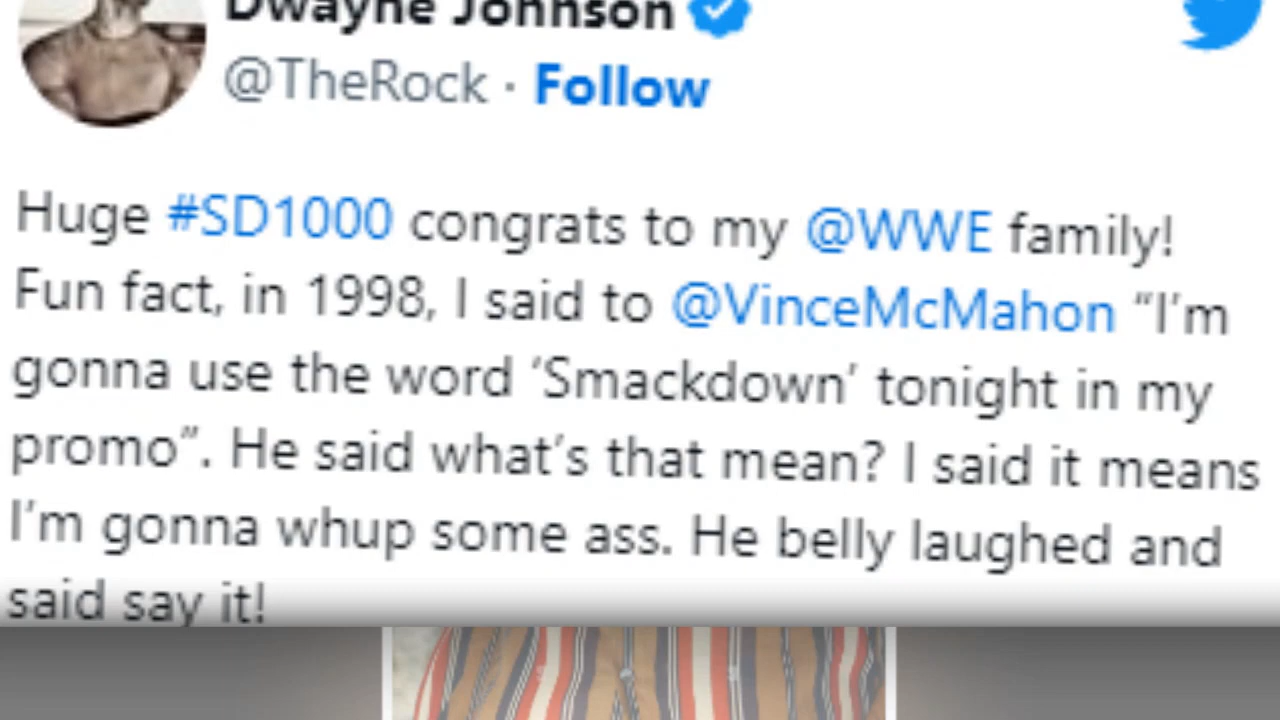 Dwayne Johnson
@TheRock · Follow
Huge #SD1000 congrats to my @WWE family!
Fun fact, in 1998, I said to @VinceMcMahon “I’m
gonna use the word ‘Smackdown’ tonight in my
promo”. He said what’s that mean? I said it means
I’m gonna whup some ass. He belly laughed and
said say it!